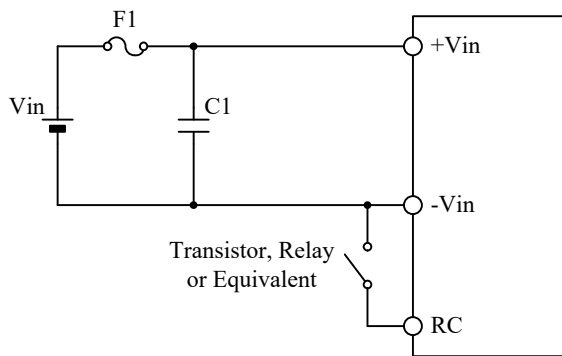 F1
+Vin
Vin
C1
-Vin
Transistor, Relay
or Equivalent
RC